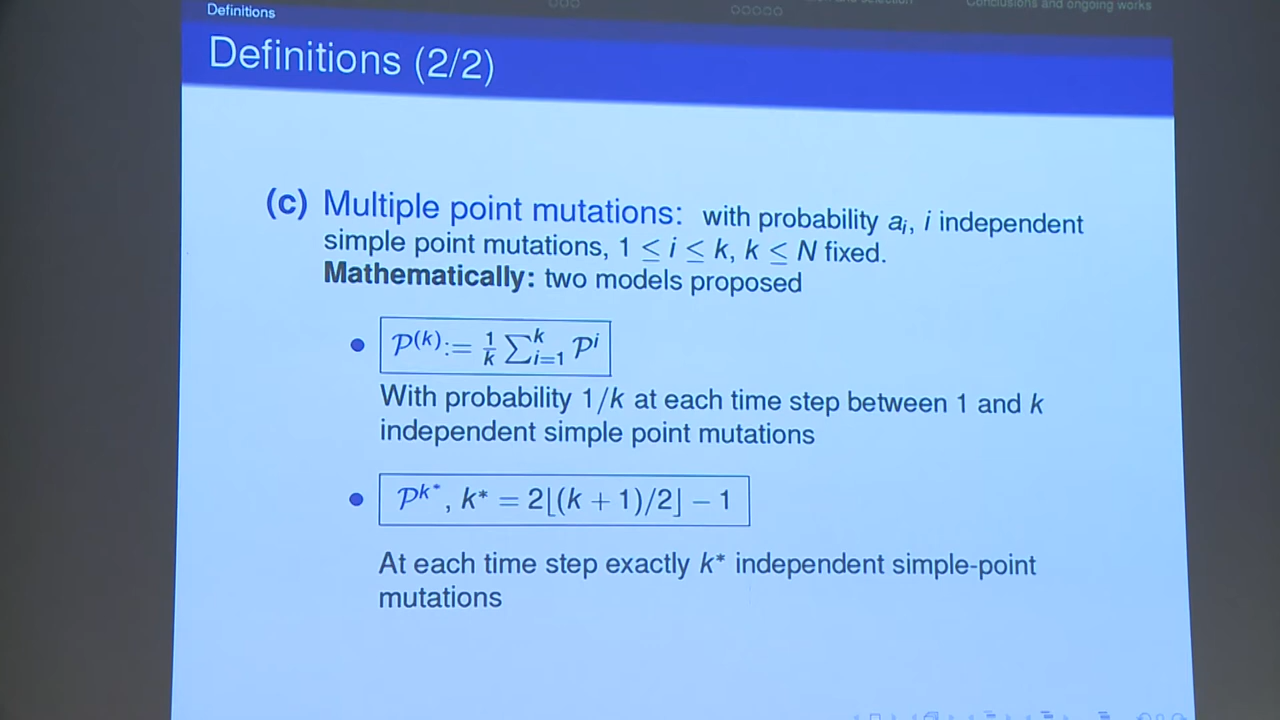 Definitions
Conclusions and ongoing works
Definitions (2/2)
(c) Multiple point mutations: with probability aᵢ, i independent
simple point mutations, 1 ≤ i ≤ k, k ≤ N fixed.
Mathematically: two models proposed
• 𝒫⁽ᵏ⁾ := 1/k ∑ᵢ₌₁ᵏ 𝒫ⁱ
With probability 1/k at each time step between 1 and k
independent simple point mutations
• 𝒫ᵏ*, k* = 2⌊(k + 1)/2⌋ − 1
At each time step exactly k* independent simple-point
mutations